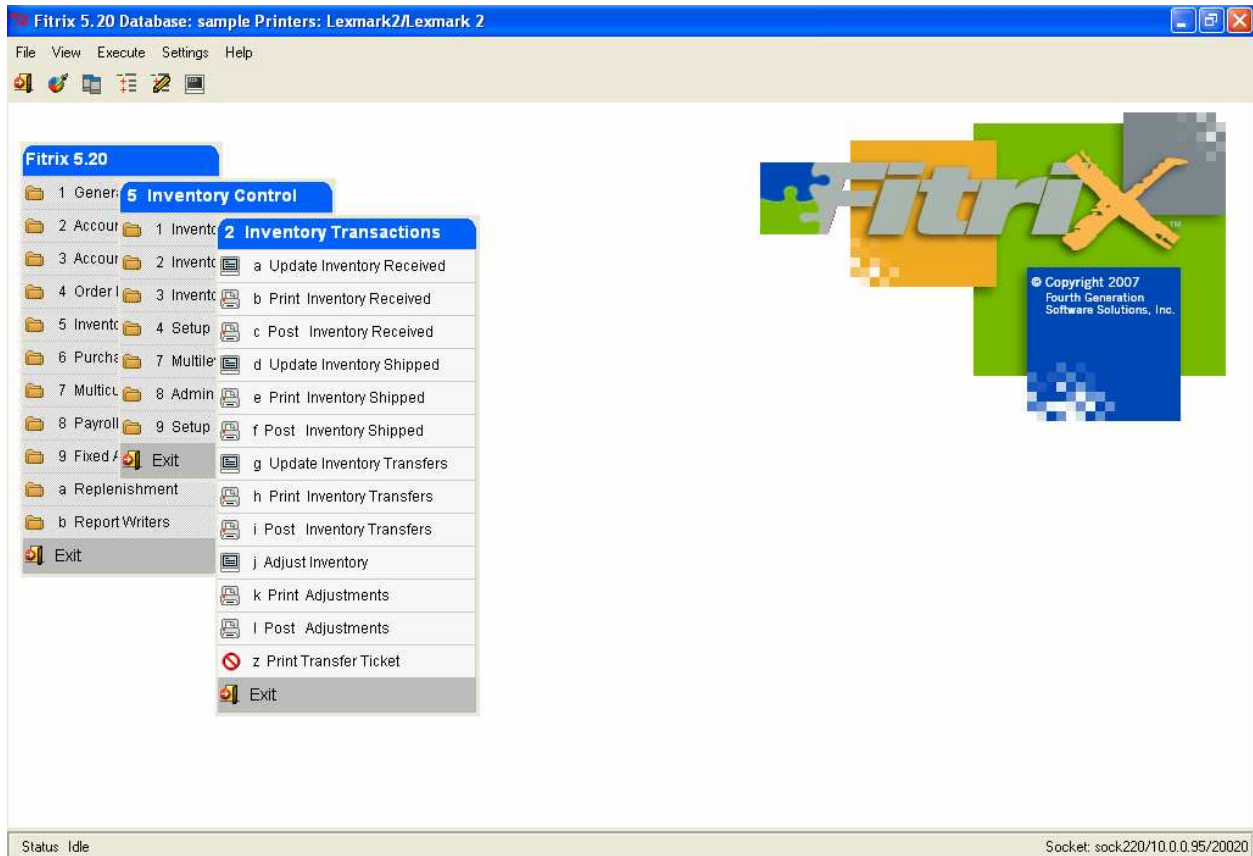 Fitrix 5.20 Database: sample Printers: Lexmark2/Lexmark 2
File View Execute Settings Help
Fitrix 5.20
1 Gener
2 Accour
3 Accour
4 Order
5 Invento
6 Purcha
7 Multicu
8 Payroll
9 Fixed
a Replenishment
b Report Writers
Exit
5 Inventory Control
1 Invento
2 Invento
3 Invento
4 Setup
7 Multile
8 Admin
9 Setup
Exit
2 Inventory Transactions
a Update Inventory Received
b Print Inventory Received
c Post Inventory Received
d Update Inventory Shipped
e Print Inventory Shipped
f Post Inventory Shipped
g Update Inventory Transfers
h Print Inventory Transfers
i Post Inventory Transfers
j Adjust Inventory
k Print Adjustments
l Post Adjustments
z Print Transfer Ticket
Exit
FitriX TM
© Copyright 2007
Fourth Generation
Software Solutions, Inc.
Status Idle
Socket: sock220/10.0.0.95/20020